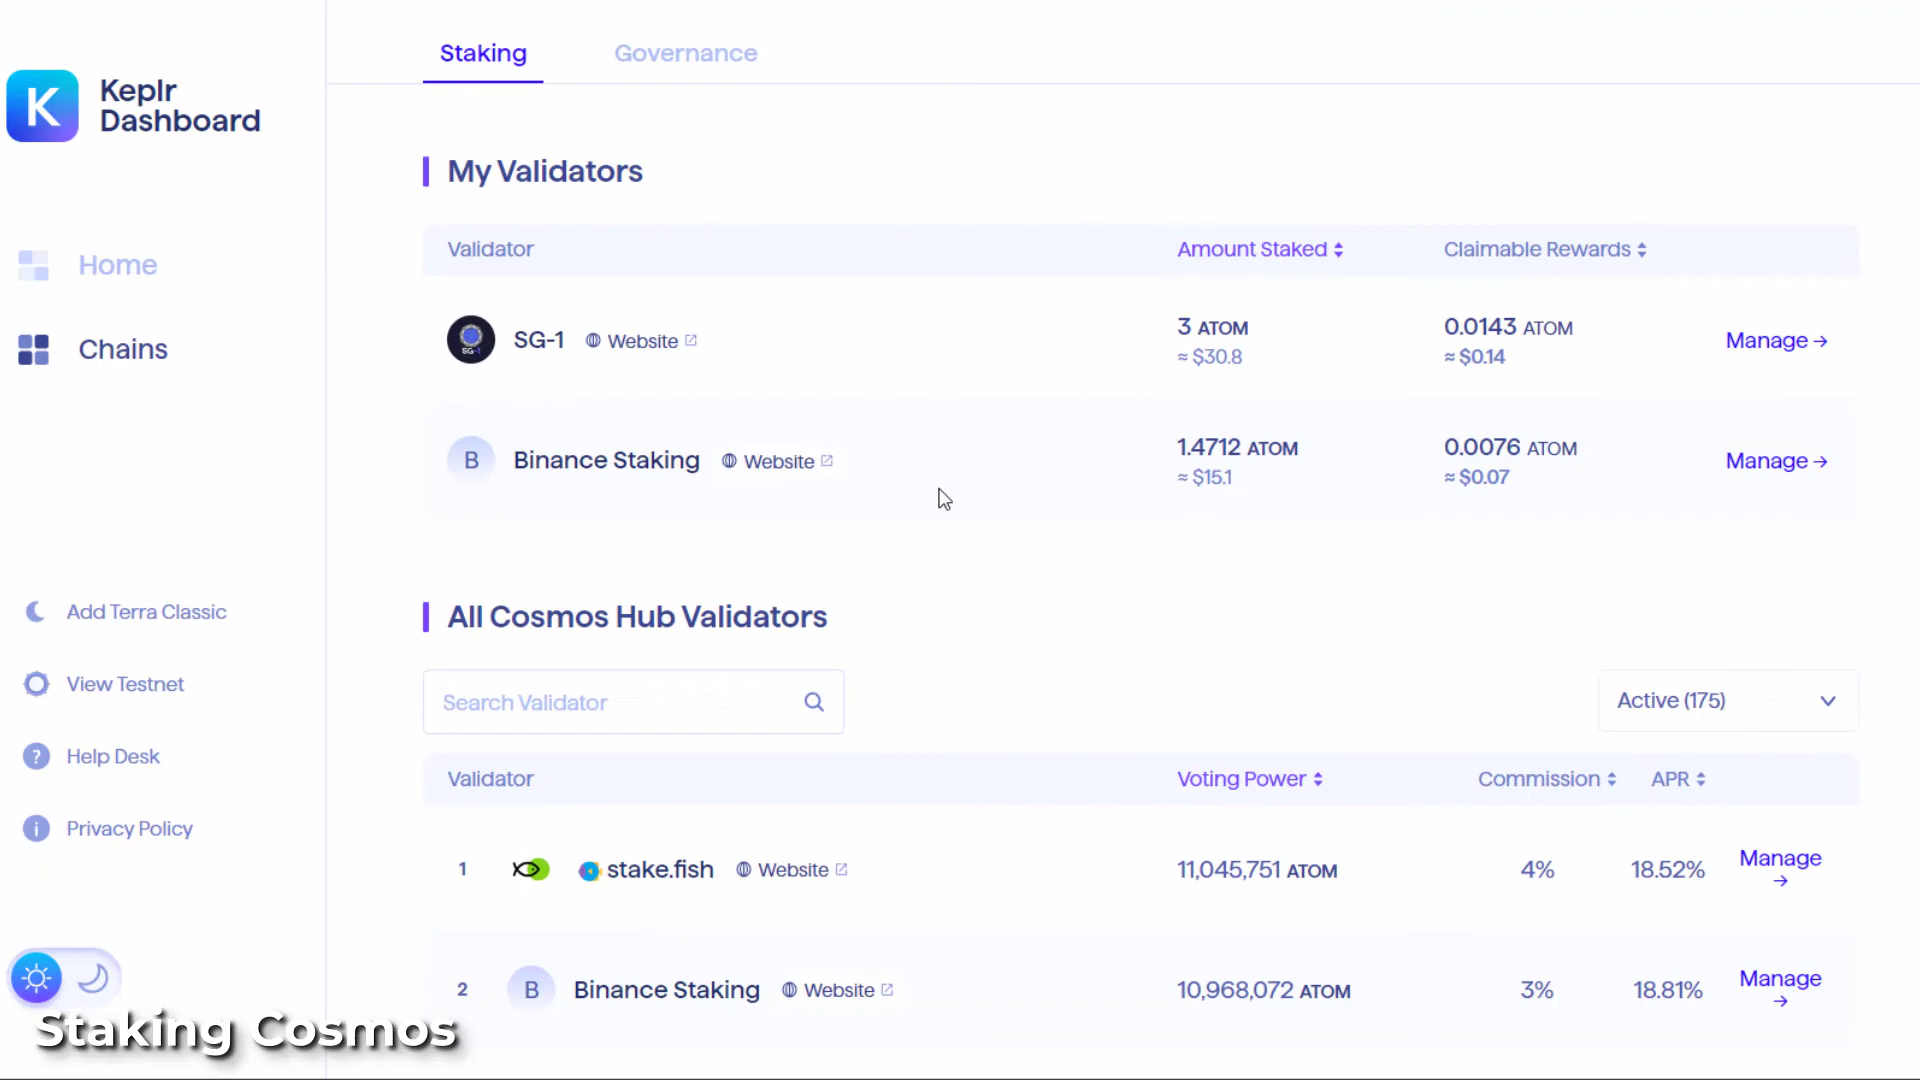 Staking Governance
K Keplr
Dashboard
Home
Chains
Add Terra Classic
View Testnet
? Help Desk
i Privacy Policy
My Validators
Validator Amount Staked Claimable Rewards
SG-1 SG-1 Website 3 ATOM 0.0143 ATOM Manage →
≈ $30.8 ≈ $0.14
B Binance Staking Website 1.4712 ATOM 0.0076 ATOM Manage →
≈ $15.1 ≈ $0.07
All Cosmos Hub Validators
Search Validator Active (175)
Validator Voting Power Commission APR
1 stake.fish Website 11,045,751 ATOM 4% 18.52% Manage
→
2 B Binance Staking Website 10,968,072 ATOM 3% 18.81% Manage
→
Staking Cosmos